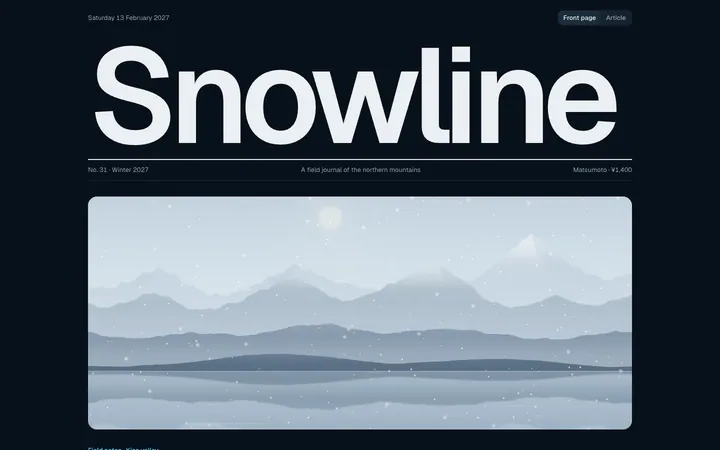 Saturday 13 February 2027
Front page
Article
Snowline
No. 31 · Winter 2027
A field journal of the northern mountains
Matsumoto · ¥1,400